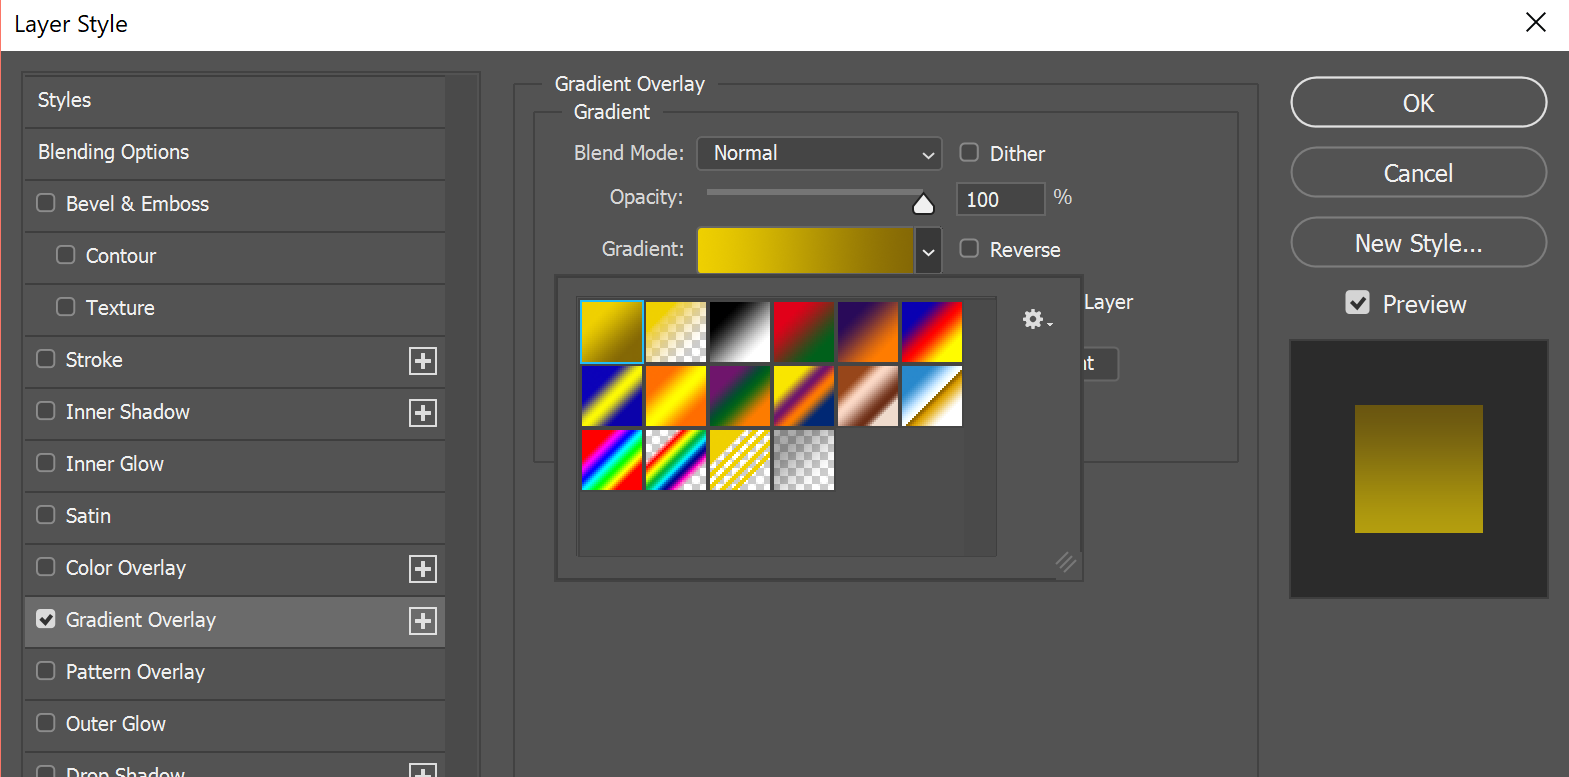 Layer Style
Styles
Blending Options
Bevel & Emboss
Contour
Texture
Stroke
Inner Shadow
Inner Glow
Satin
Color Overlay
Gradient Overlay
Pattern Overlay
Outer Glow
Drop Shadow
Gradient Overlay
Gradient
Blend Mode: Normal Dither
Opacity: 100 %
Gradient: Reverse
Layer
t
OK
Cancel
New Style...
Preview